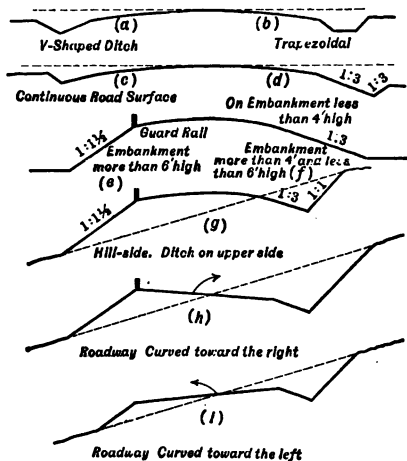 (a) (b)
V-Shaped Ditch Trapezoidal
(c) (d) 1:3 1:3
Continuous Road Surface
On Embankment less
than 4' high
1:1½ Guard Rail 1:3
Embankment
more than 6' high
(e)
Embankment
more than 4' and less
than 6' high (f)
1:1½ 1:3 1:1
(g)
Hill-side. Ditch on upper side
(h)
Roadway Curved toward the right
(i)
Roadway Curved toward the left